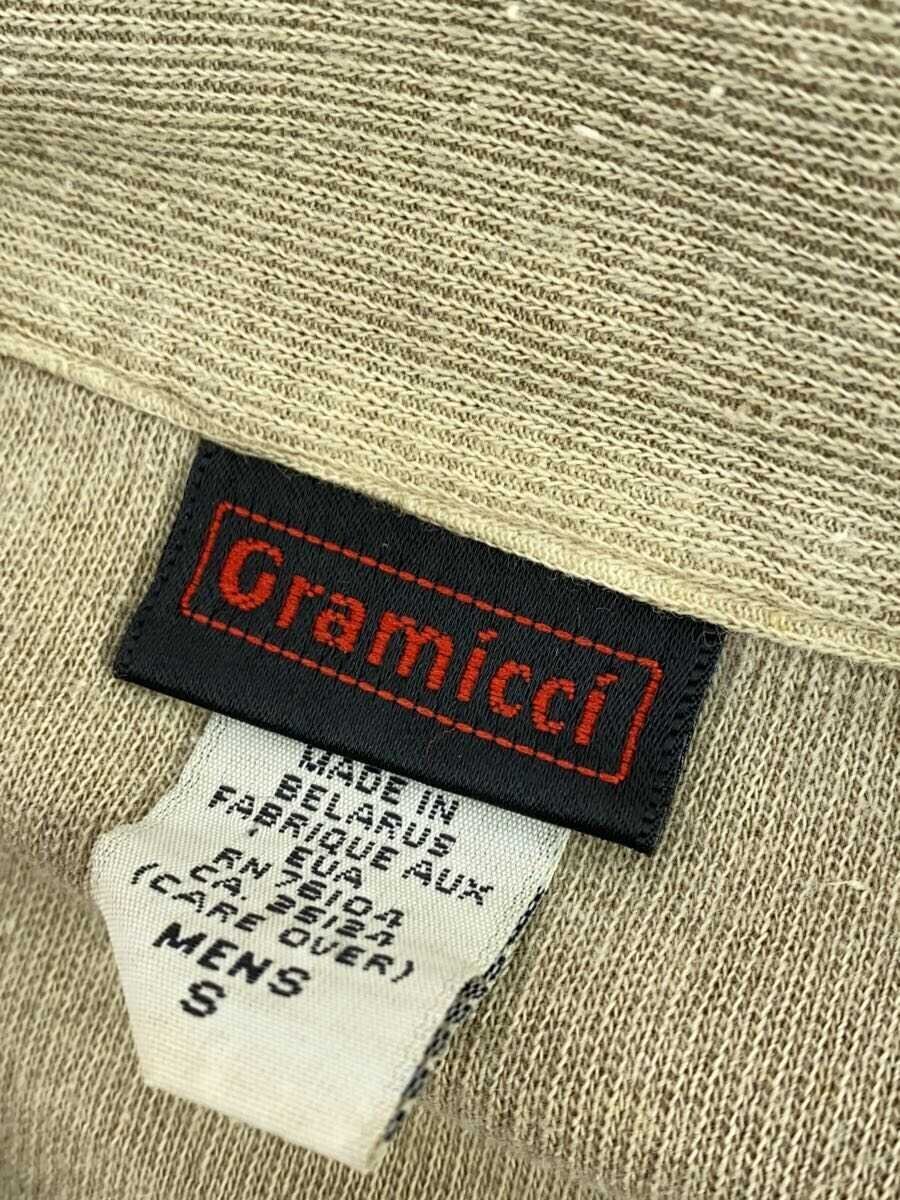 Gramicci
MADE IN
BELARUS
FABRIQUE AUX
EUA
RN 76104
CA. 25124
(CARE OVER)
MENS
S